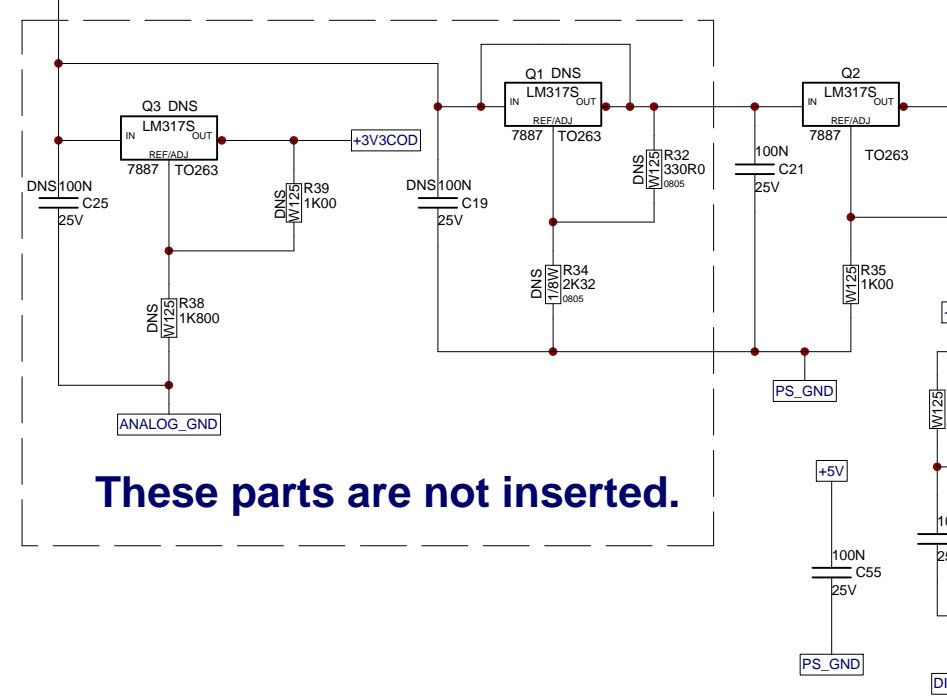 Q3 DNS
LM317S
IN
OUT
REF/ADJ
7887
TO263
+3V3COD
DNS
100N
C25
25V
DNS
W125
R39
1K00
DNS
W125
R38
1K800
ANALOG_GND
Q1 DNS
LM317S
IN
OUT
REF/ADJ
7887
TO263
DNS
100N
C19
25V
DNS
W125
R32
330R0
0805
DNS
1/8W
R34
2K32
0805
These parts are not inserted.
Q2
LM317S
IN
OUT
REF/ADJ
7887
TO263
100N
C21
25V
W125
R35
1K00
PS_GND
W125
+5V
100N
C55
25V
PS_GND